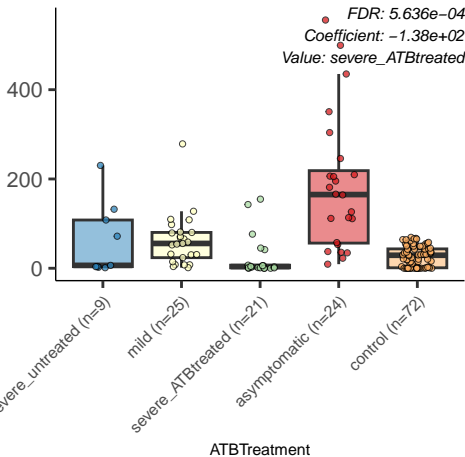 FDR: 5.636e−04
Coefficient: −1.38e+02
Value: severe_ATBtreated
400
200
0
severe_untreated (n=9)
mild (n=25)
severe_ATBtreated (n=21)
asymptomatic (n=24)
control (n=72)
ATBTreatment